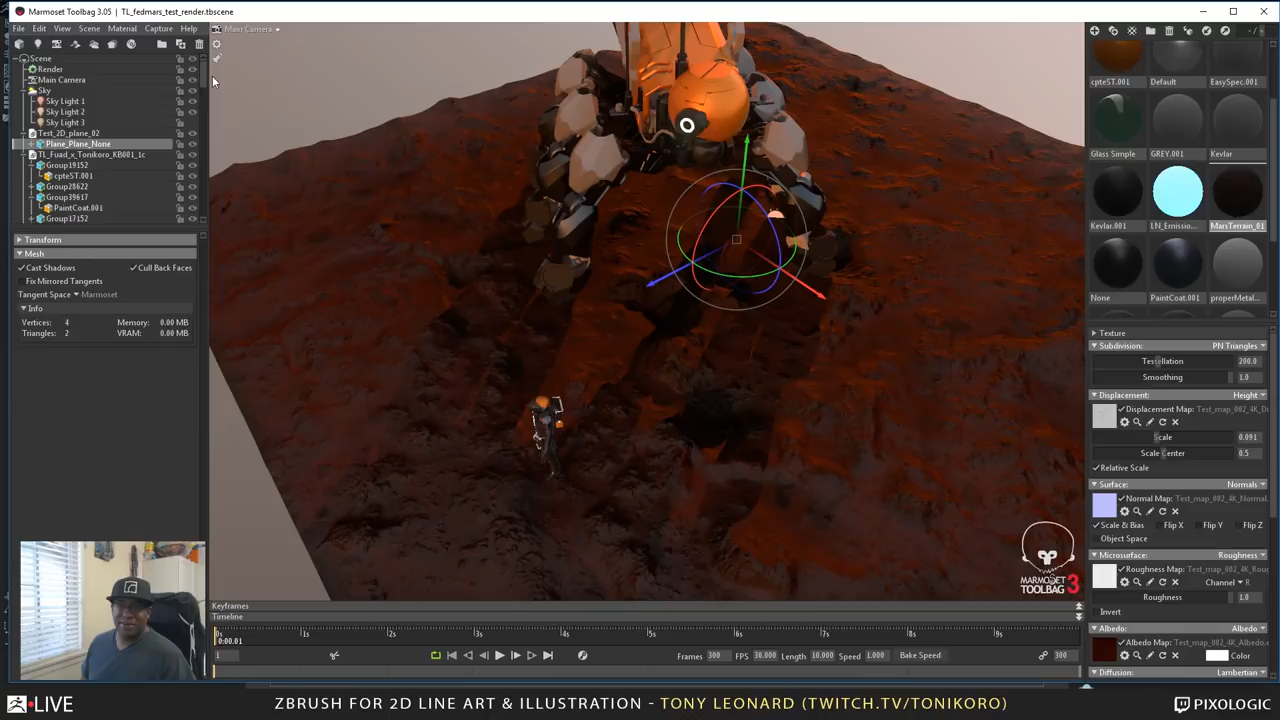 Marmoset Toolbag 3.05 | TL_fedmars_test_render.tbscene
File Edit View Scene Material Capture Help
Main Camera
Scene
Render
Main Camera
Sky
Sky Light 1
Sky Light 2
Sky Light 3
Test_2D_plane_02
Plane_Plane_None
TL_Fuad_x_Tonikoro_KB001_1c
Group19152
cpteST.001
Group28622
Group39617
PaintCoat.001
Group17152
Transform
Mesh
Cast Shadows Cull Back Faces
Fix Mirrored Tangents
Tangent Space Marmoset
Info
Vertices: 4 Memory: 0.00 MB
Triangles: 2 VRAM: 0.00 MB
cpteST.001 Default EasySpec.001
Glass Simple GREY.001 Kevlar
Kevlar.001 LN_Emissio... MarsTerrain_01
None PaintCoat.001 properMetal...
Texture
Subdivision: PN Triangles
Tessellation 200.0
Smoothing 1.0
Displacement: Height
Displacement Map: Test_map_002_4K_Di
Scale 0.091
Scale Center 0.5
Relative Scale
Surface: Normals
Normal Map: Test_map_002_4K_Normal.
Scale & Bias Flip X Flip Y Flip Z
Object Space
Microsurface: Roughness
Roughness Map: Test_map_002_4K_Roug
Channel R
Roughness 1.0
Invert
Albedo: Albedo
Albedo Map: Test_map_002_4K_Albedo.
Color
Diffusion: Lambertian
MARMOSET
TOOLBAG 3
Keyframes
Timeline
0s 1s 2s 3s 4s 5s 6s 7s 8s 9s
0:00.01
1 Frames 300 FPS 30.000 Length 10.000 Speed 1.000 Bake Speed 300
LIVE
ZBRUSH FOR 2D LINE ART & ILLUSTRATION - TONY LEONARD (TWITCH.TV/TONIKORO)
PIXOLOGIC